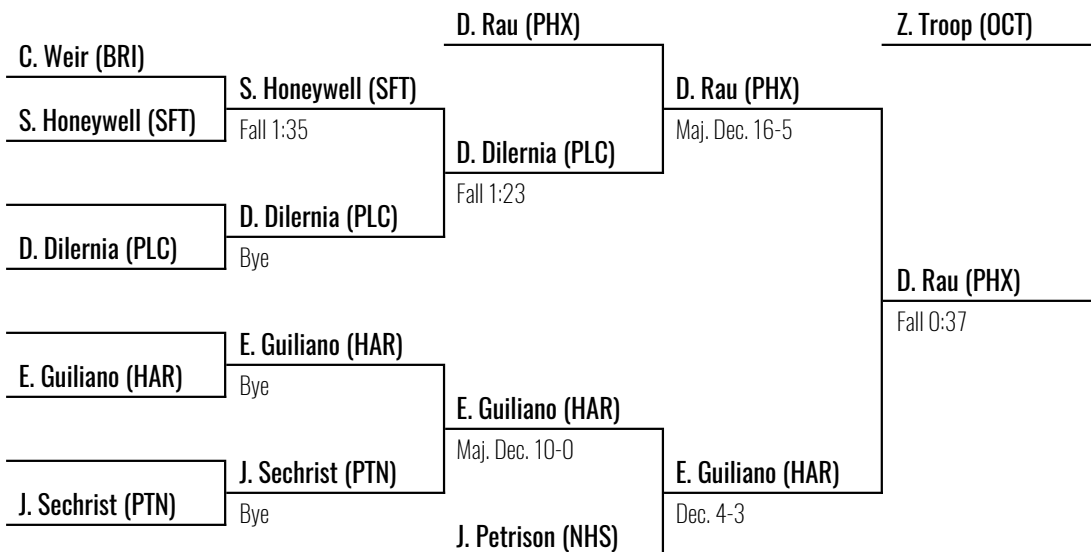 D. Rau (PHX)
Z. Troop (OCT)
C. Weir (BRI)
S. Honeywell (SFT)
D. Rau (PHX)
S. Honeywell (SFT)
Fall 1:35
Maj. Dec. 16-5
D. Dilernia (PLC)
Fall 1:23
D. Dilernia (PLC)
D. Dilernia (PLC)
Bye
D. Rau (PHX)
Fall 0:37
E. Guiliano (HAR)
E. Guiliano (HAR)
Bye
E. Guiliano (HAR)
Maj. Dec. 10-0
J. Sechrist (PTN)
E. Guiliano (HAR)
J. Sechrist (PTN)
Bye
Dec. 4-3
J. Petrison (NHS)